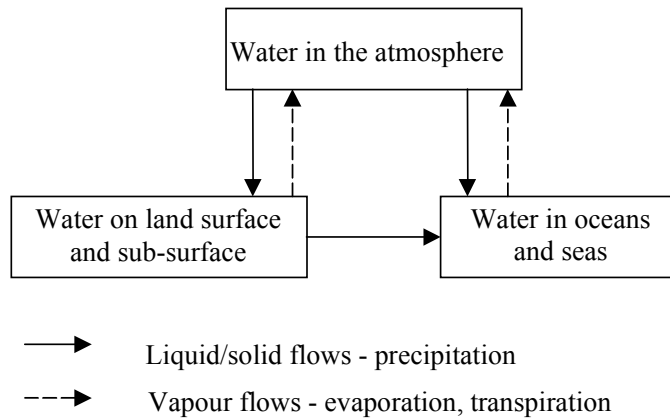 Water in the atmosphere
Water on land surface
and sub-surface
Water in oceans
and seas
Liquid/solid flows - precipitation
Vapour flows - evaporation, transpiration